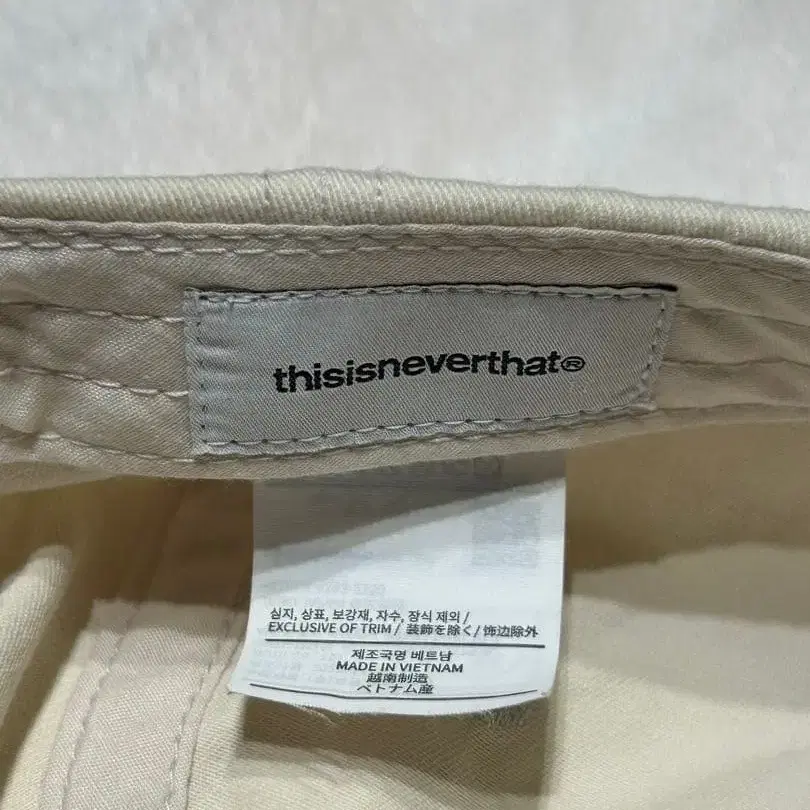 thisisneverthat®
심지, 상표, 보강재, 자수, 장식 제외 /
EXCLUSIVE OF TRIM / 装飾を除く / 饰边除外
제조국명 베트남
MADE IN VIETNAM
越南制造
ベトナム産